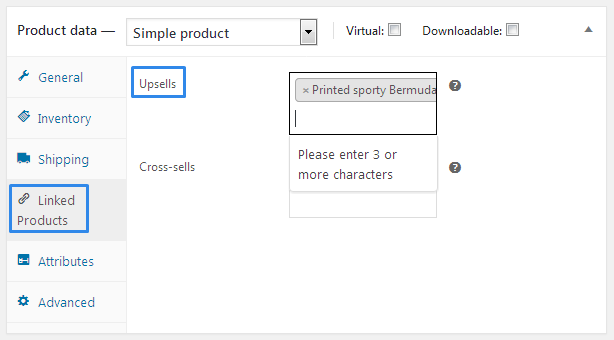 Product data — Simple product Virtual: Downloadable:
General
Inventory
Shipping
Linked
Products
Attributes
Advanced
Upsells
× Printed sporty Bermuda
Please enter 3 or
more characters
Cross-sells